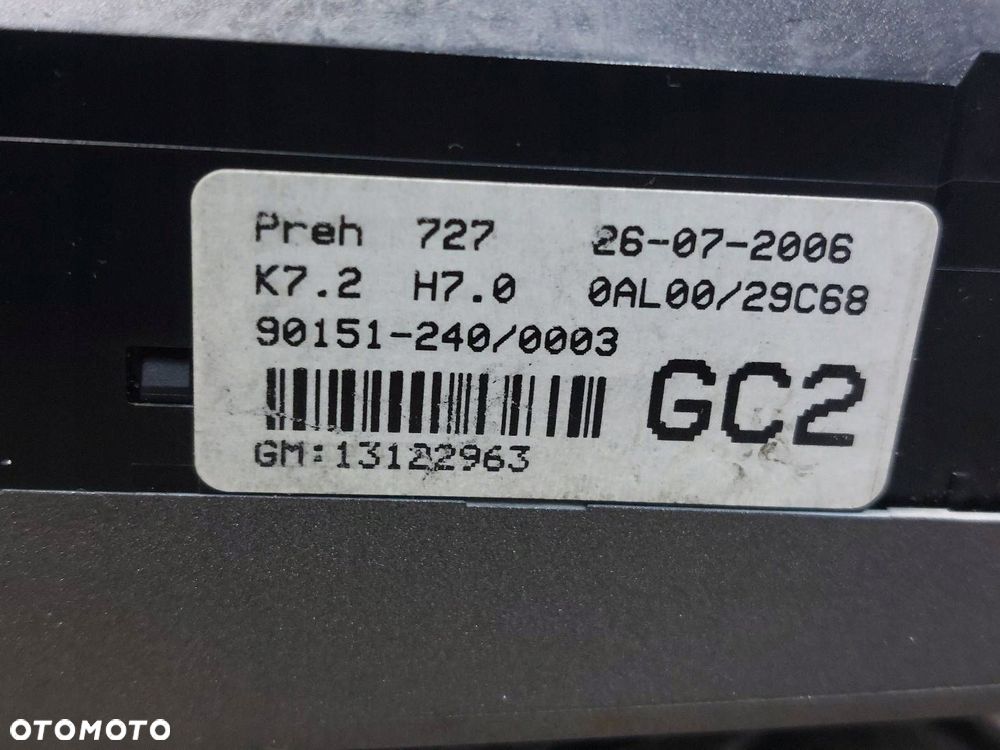 Preh 727 26-07-2006
K7.2 H7.0 0AL00/29C68
90151-240/0003
GC2
GM:13122963
OTOMOTO